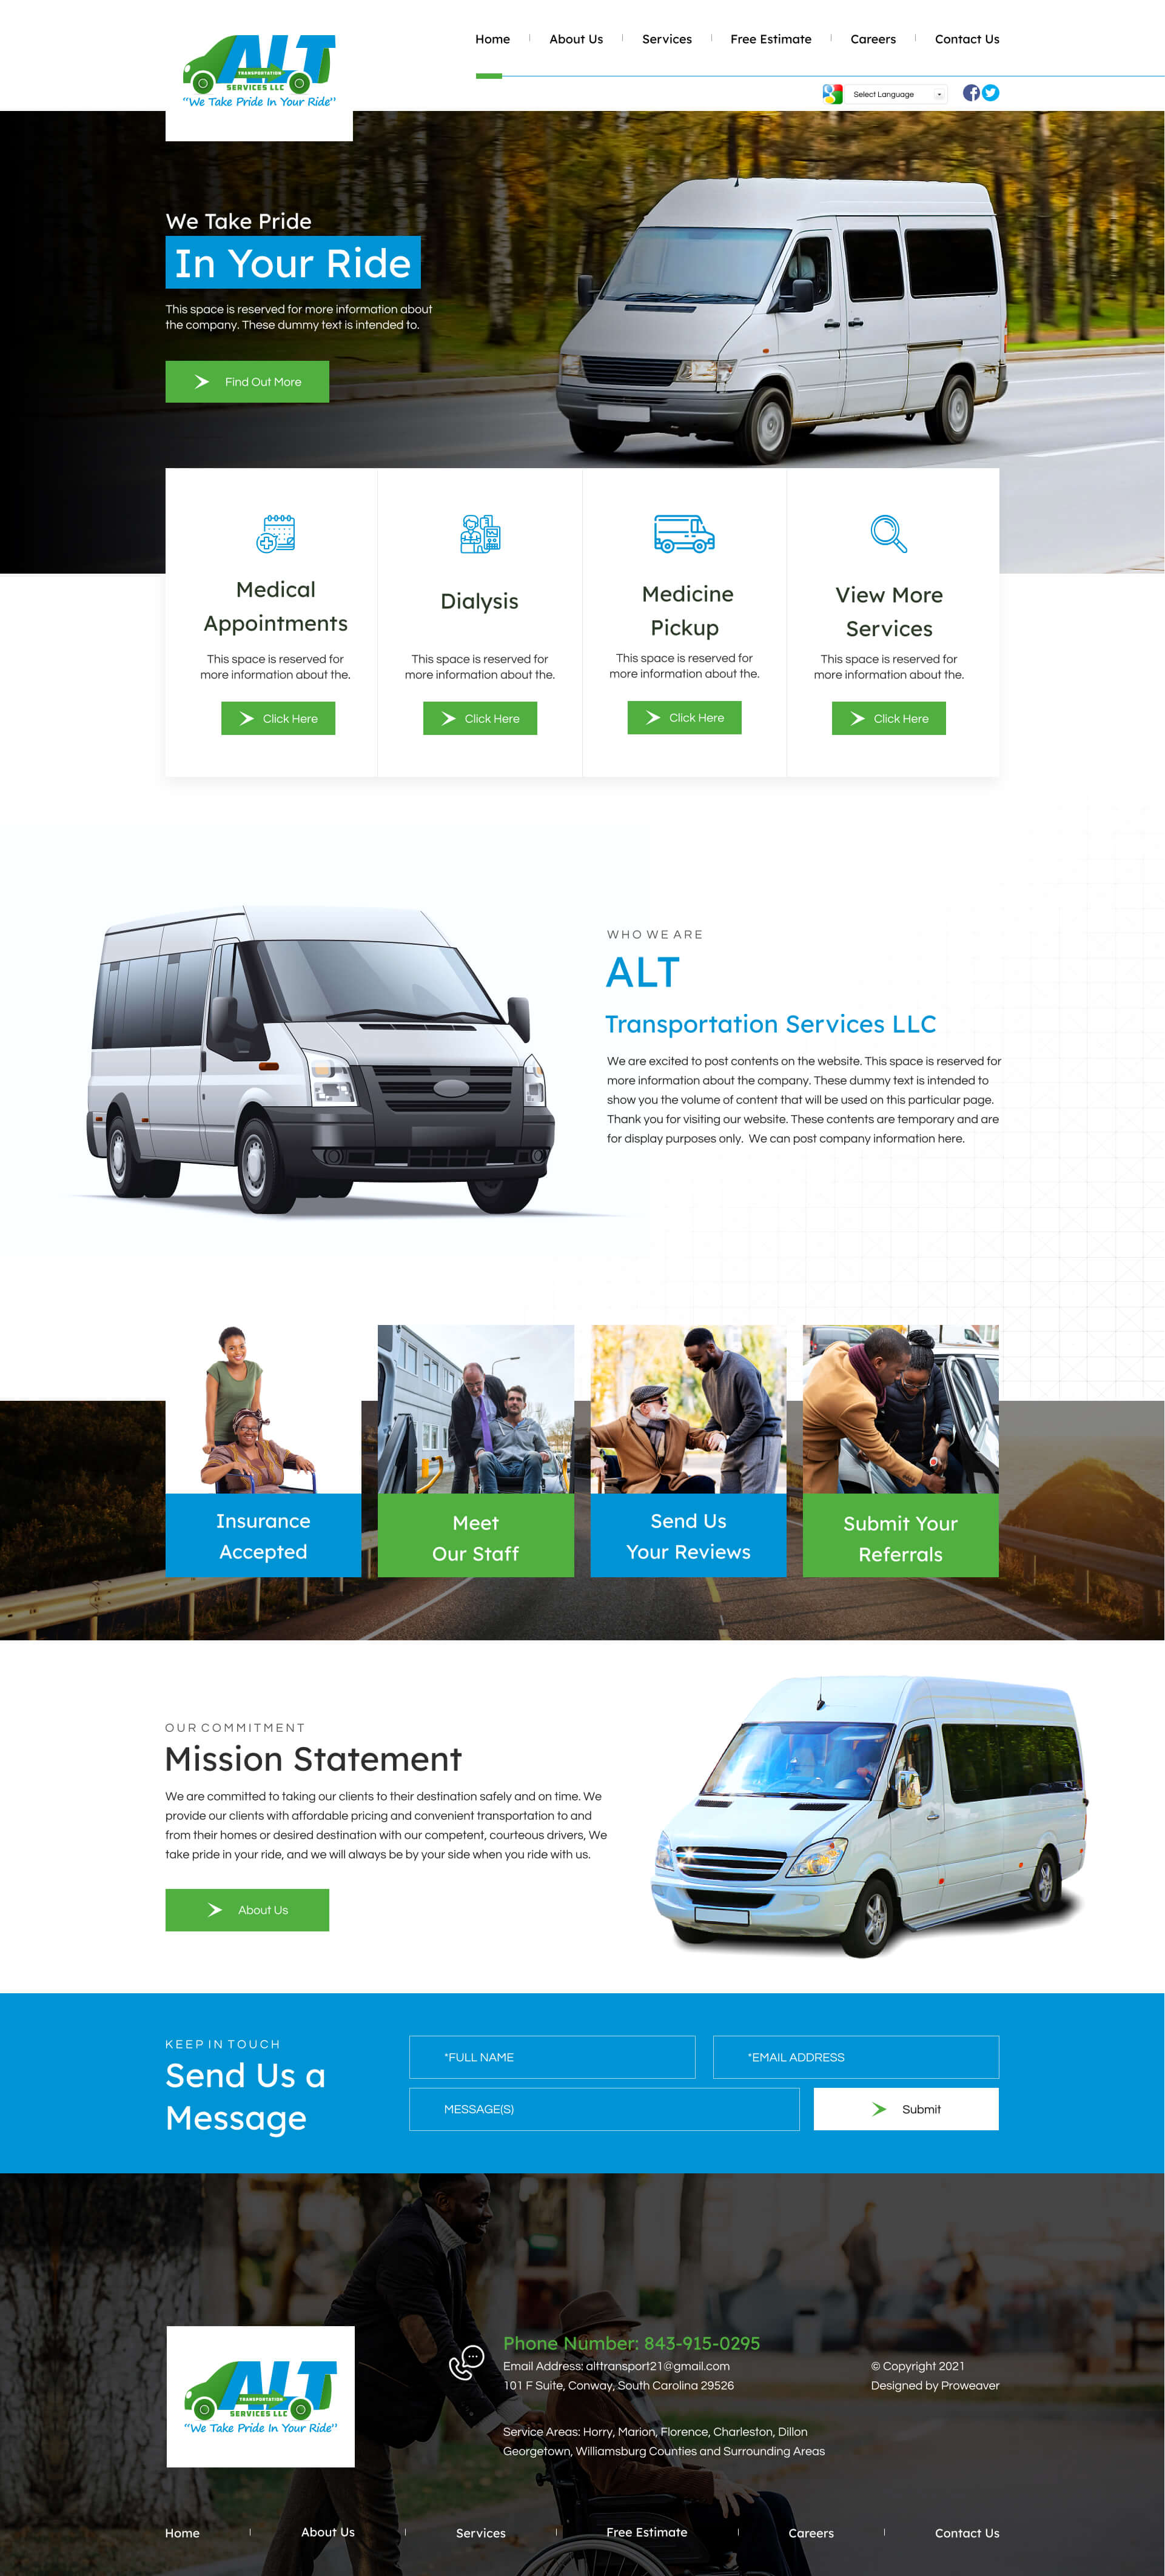 ALT
TRANSPORTATION
SERVICES LLC
"We Take Pride In Your Ride"
Home
About Us
Services
Free Estimate
Careers
Contact Us
Select Language
We Take Pride
In Your Ride
This space is reserved for more information about
the company. These dummy text is intended to.
Find Out More
Medical
Appointments
This space is reserved for
more information about the.
Click Here
Dialysis
This space is reserved for
more information about the.
Click Here
Medicine
Pickup
This space is reserved for
more information about the.
Click Here
View More
Services
This space is reserved for
more information about the.
Click Here
WHO WE ARE
ALT
Transportation Services LLC
We are excited to post contents on the website. This space is reserved for
more information about the company. These dummy text is intended to
show you the volume of content that will be used on this particular page.
Thank you for visiting our website. These contents are temporary and are
for display purposes only.  We can post company information here.
Insurance
Accepted
Meet
Our Staff
Send Us
Your Reviews
Submit Your
Referrals
OUR COMMITMENT
Mission Statement
We are committed to taking our clients to their destination safely and on time. We
provide our clients with affordable pricing and convenient transportation to and
from their homes or desired destination with our competent, courteous drivers, We
take pride in your ride, and we will always be by your side when you ride with us.
About Us
KEEP IN TOUCH
Send Us a
Message
*FULL NAME
*EMAIL ADDRESS
MESSAGE(S)
Submit
ALT
TRANSPORTATION
SERVICES LLC
"We Take Pride In Your Ride"
Phone Number: 843-915-0295
Email Address: alttransport21@gmail.com
101 F Suite, Conway, South Carolina 29526
Service Areas: Horry, Marion, Florence, Charleston, Dillon
Georgetown, Williamsburg Counties and Surrounding Areas
© Copyright 2021
Designed by Proweaver
Home
About Us
Services
Free Estimate
Careers
Contact Us